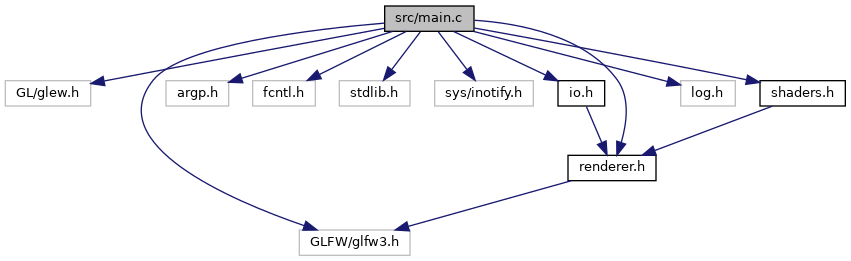 src/main.c
GL/glew.h
argp.h
fcntl.h
stdlib.h
sys/inotify.h
io.h
log.h
shaders.h
renderer.h
GLFW/glfw3.h